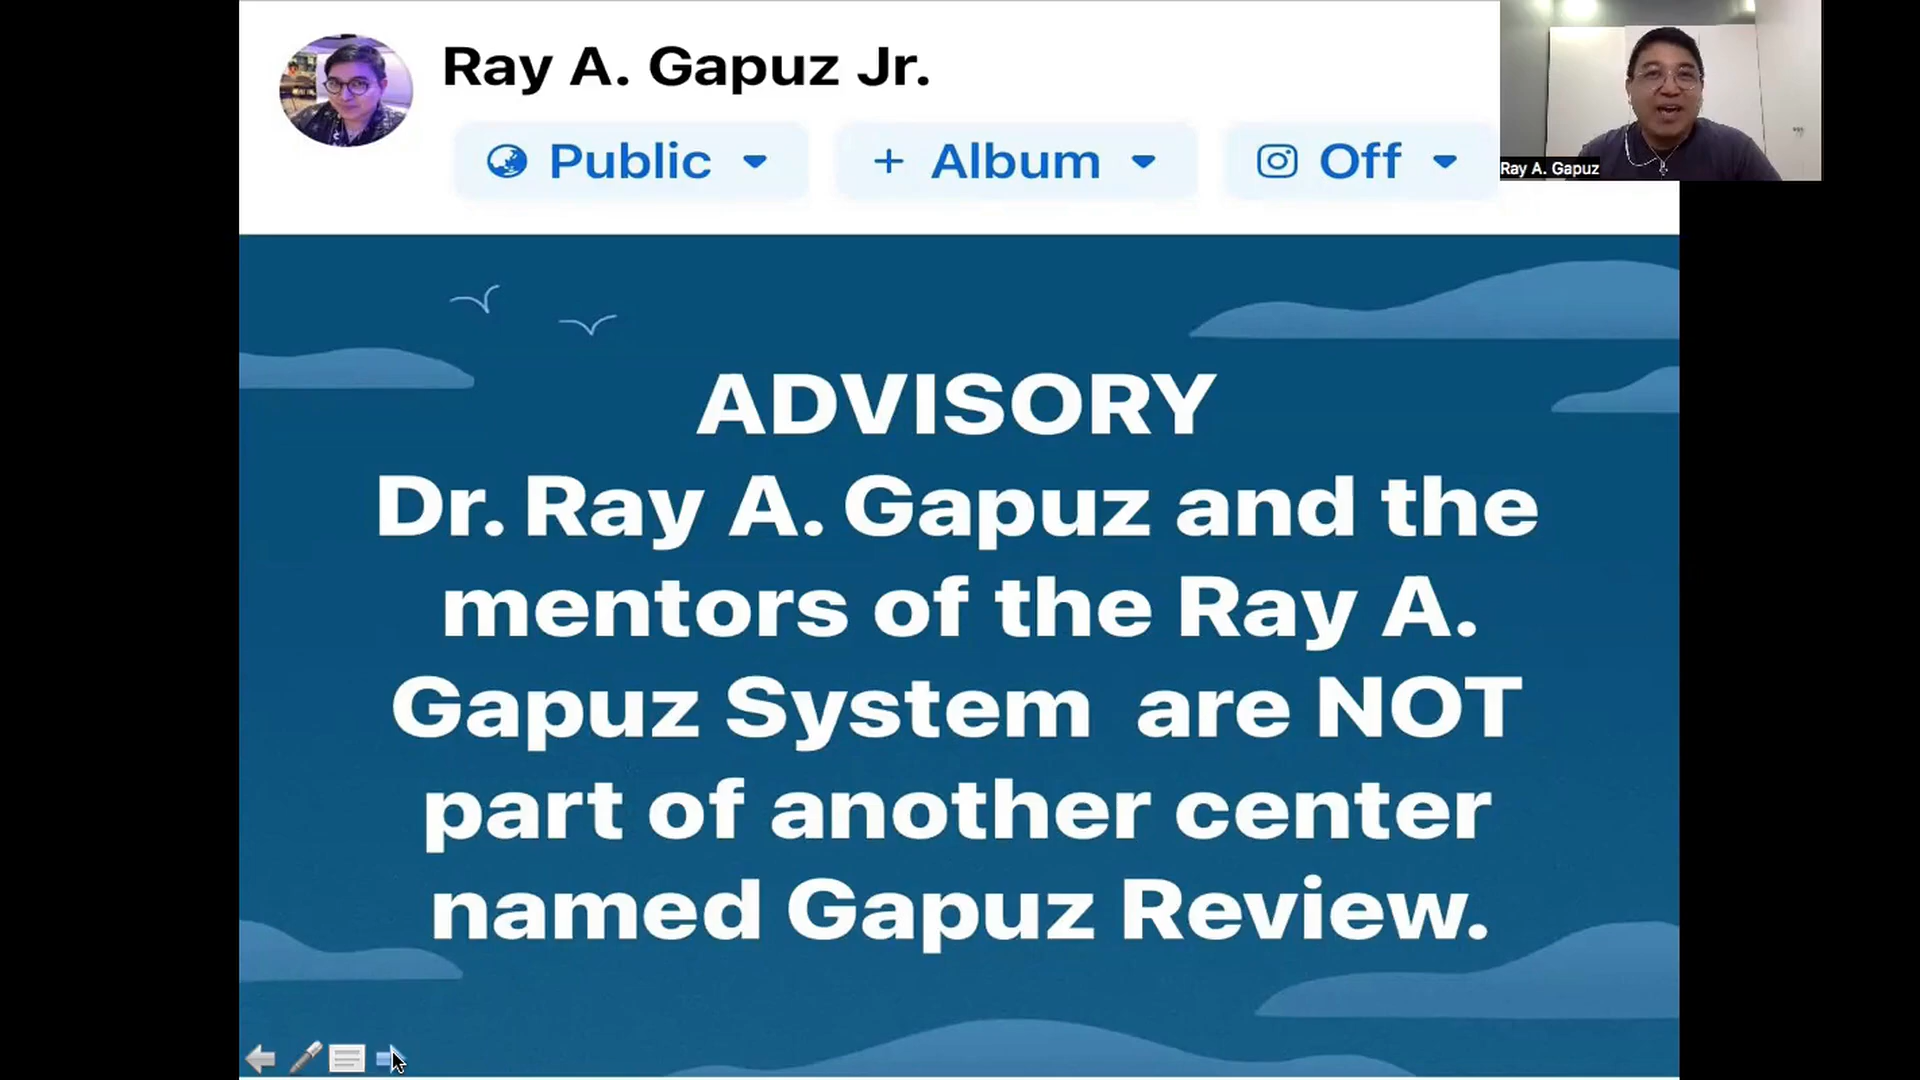 Ray A. Gapuz Jr.
Public
+ Album
Off
Ray A. Gapuz
ADVISORY
Dr. Ray A. Gapuz and the
mentors of the Ray A.
Gapuz System are NOT
part of another center
named Gapuz Review.